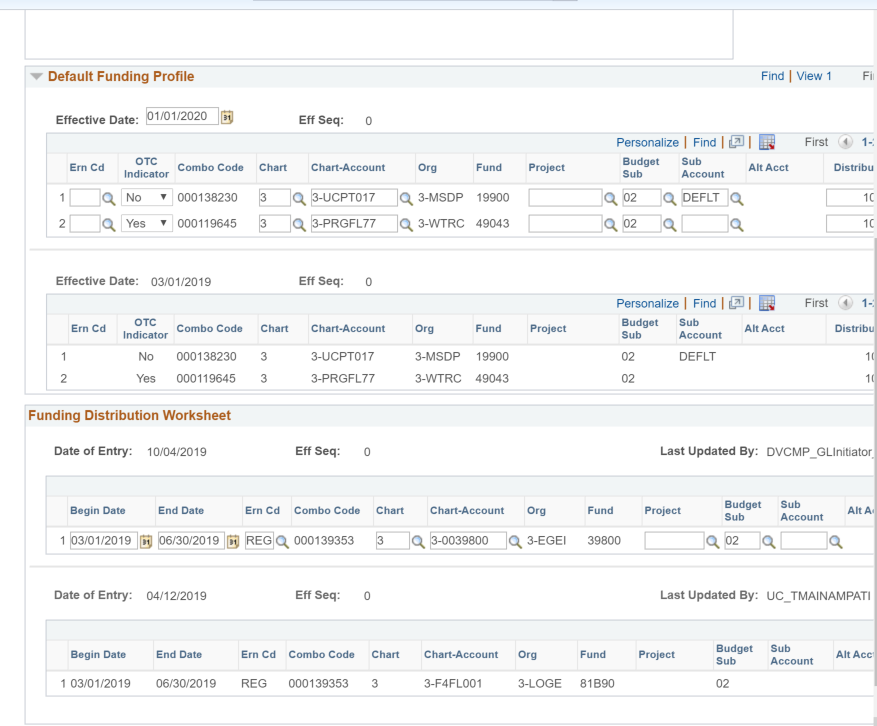 Default Funding Profile Find | View 1
Effective Date: 01/01/2020 31 Eff Seq: 0
Personalize | Find | First
Ern Cd OTC Indicator Combo Code Chart Chart-Account Org Fund Project Budget Sub Sub Account Alt Acct
1 No 000138230 3 3-UCPT017 3-MSDP 19900 02 DEFLT
2 Yes 000119645 3 3-PRGFL77 3-WTRC 49043 02
Effective Date: 03/01/2019 Eff Seq: 0
Personalize | Find | First
Ern Cd OTC Indicator Combo Code Chart Chart-Account Org Fund Project Budget Sub Sub Account Alt Acct
1 No 000138230 3 3-UCPT017 3-MSDP 19900 02 DEFLT
2 Yes 000119645 3 3-PRGFL77 3-WTRC 49043 02
Funding Distribution Worksheet
Date of Entry: 10/04/2019 Eff Seq: 0 Last Updated By: DVCMP_GLInitiator_
Begin Date End Date Ern Cd Combo Code Chart Chart-Account Org Fund Project Budget Sub Sub Account
1 03/01/2019 31 06/30/2019 31 REG 000139353 3 3-0039800 3-EGEI 39800 02
Date of Entry: 04/12/2019 Eff Seq: 0 Last Updated By: UC_TMAINAMPATI
Begin Date End Date Ern Cd Combo Code Chart Chart-Account Org Fund Project Budget Sub Sub Account Alt Acc
1 03/01/2019 06/30/2019 REG 000139353 3 3-F4FL001 3-LOGE 81B90 02